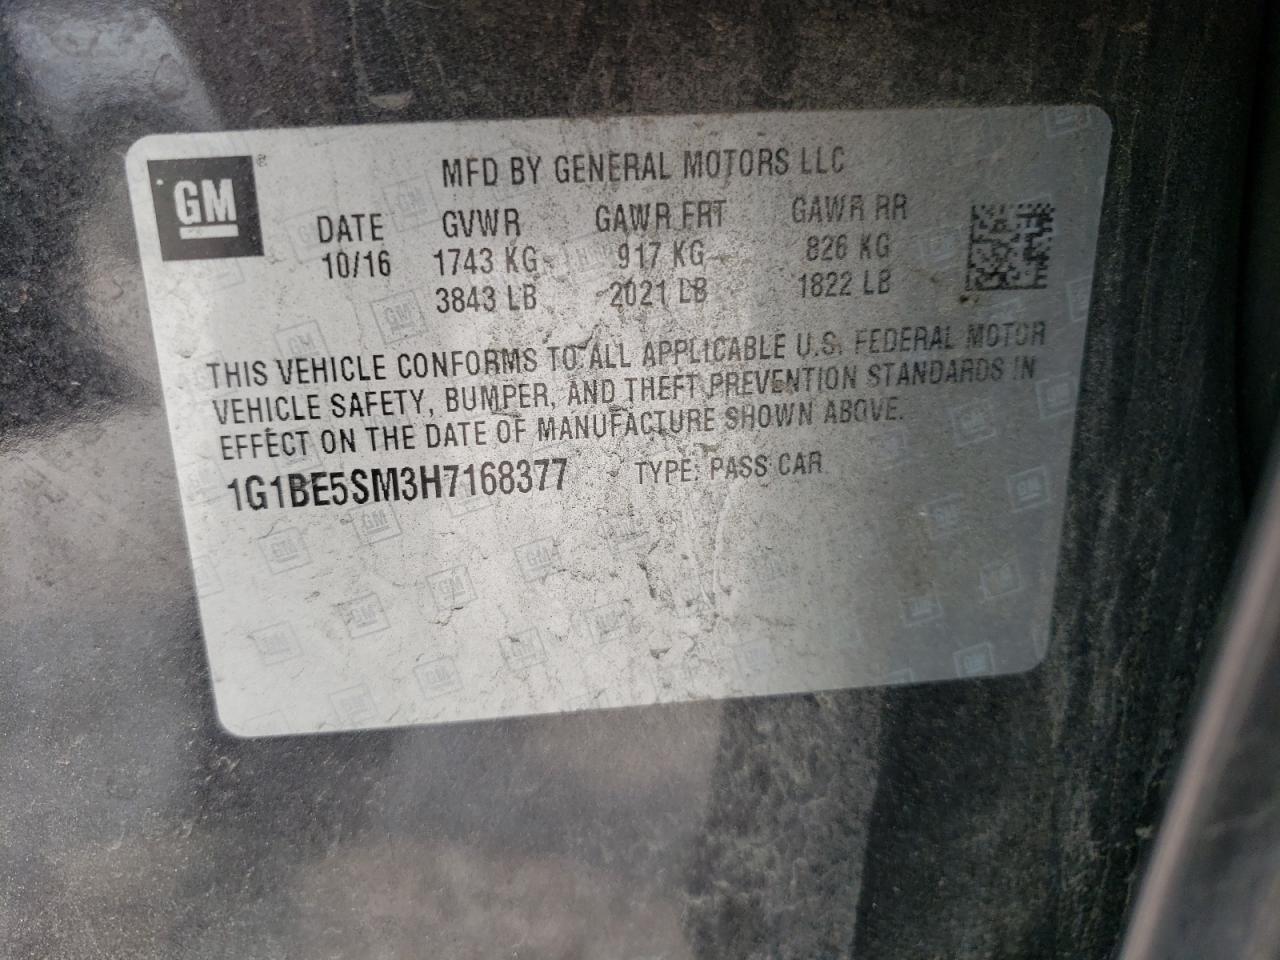 GM
MFD BY GENERAL MOTORS LLC
DATE GVWR GAWR FRT GAWR RR
10/16 1743 KG 917 KG 826 KG
3843 LB 2021 LB 1822 LB
THIS VEHICLE CONFORMS TO ALL APPLICABLE U.S. FEDERAL MOTOR
VEHICLE SAFETY, BUMPER, AND THEFT PREVENTION STANDARDS IN
EFFECT ON THE DATE OF MANUFACTURE SHOWN ABOVE.
1G1BE5SM3H7168377 TYPE: PASS CAR